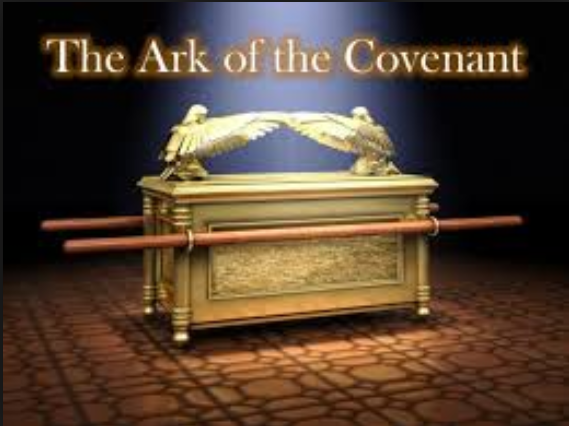 The Ark of the Covenant